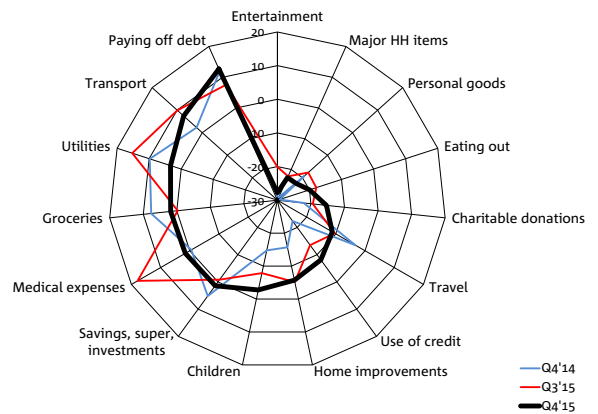 Entertainment
20
Paying off debt
Major HH items
10
Transport
Personal goods
0
-10
Utilities
Eating out
-20
-30
Groceries
Charitable donations
Medical expenses
Travel
Savings, super,
investments
Use of credit
Children
Home improvements
Q4'14
Q3'15
Q4'15